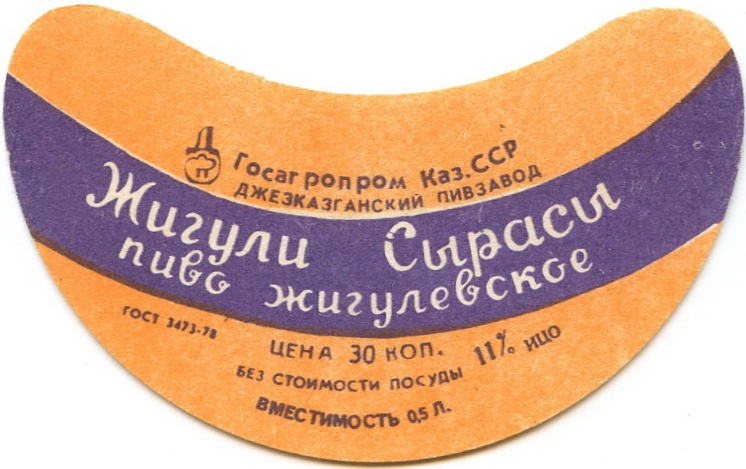 Д
ПГ
Госагропром Каз.ССР
ДЖЕЗКАЗГАНСКИЙ ПИВЗАВОД
Жигули Сырасы
пиво жигулевское
ГОСТ 3473-78
ЦЕНА 30 КОП. 11% ИЦО
БЕЗ СТОИМОСТИ ПОСУДЫ
ВМЕСТИМОСТЬ 0,5 Л.